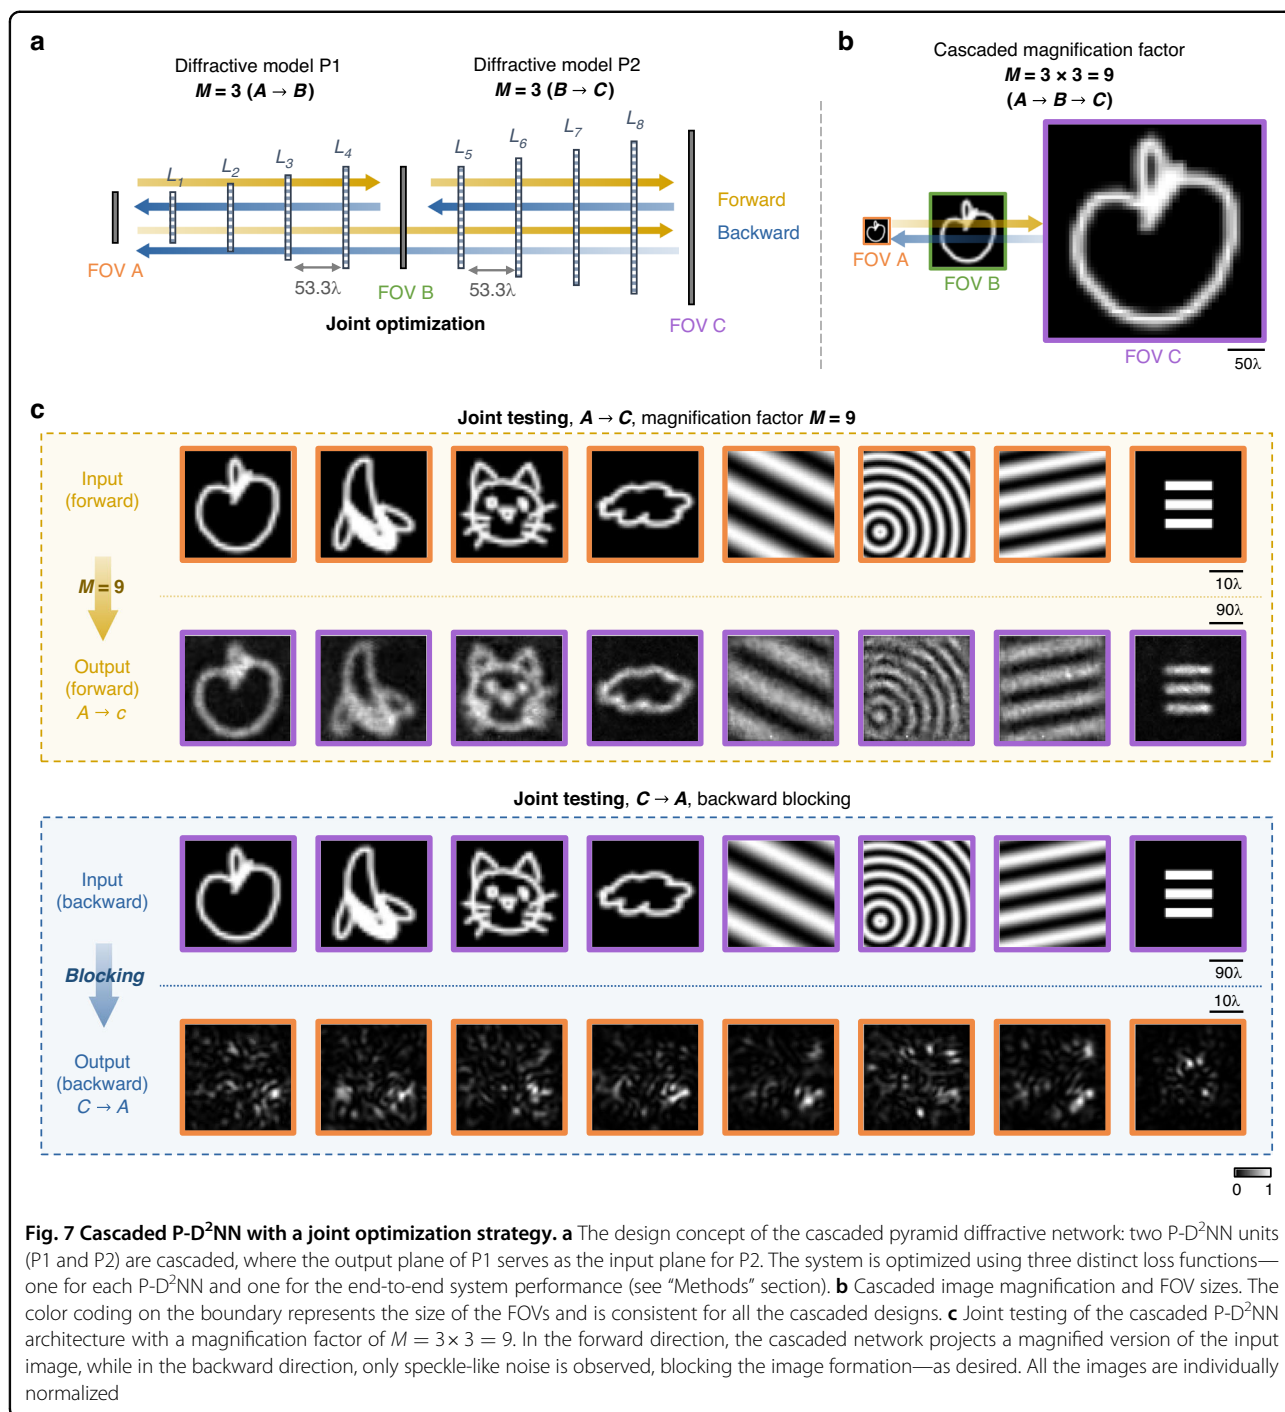 a
Diffractive model P1
M = 3 (A → B)
Diffractive model P2
M = 3 (B → C)
L1
L2
L3
L4
L5
L6
L7
L8
Forward
Backward
FOV A
53.3λ
FOV B
53.3λ
FOV C
Joint optimization
b
Cascaded magnification factor
M = 3 × 3 = 9
(A → B → C)
FOV A
FOV B
FOV C
50λ
c
Joint testing, A → C, magnification factor M = 9
Input
(forward)
10λ
M = 9
90λ
Output
(forward)
A → c
Joint testing, C → A, backward blocking
Input
(backward)
90λ
Blocking
10λ
Output
(backward)
C → A
0 1
Fig. 7 Cascaded P-D²NN with a joint optimization strategy. a The design concept of the cascaded pyramid diffractive network: two P-D²NN units
(P1 and P2) are cascaded, where the output plane of P1 serves as the input plane for P2. The system is optimized using three distinct loss functions—
one for each P-D²NN and one for the end-to-end system performance (see “Methods” section). b Cascaded image magnification and FOV sizes. The
color coding on the boundary represents the size of the FOVs and is consistent for all the cascaded designs. c Joint testing of the cascaded P-D²NN
architecture with a magnification factor of M = 3 × 3 = 9. In the forward direction, the cascaded network projects a magnified version of the input
image, while in the backward direction, only speckle-like noise is observed, blocking the image formation—as desired. All the images are individually
normalized